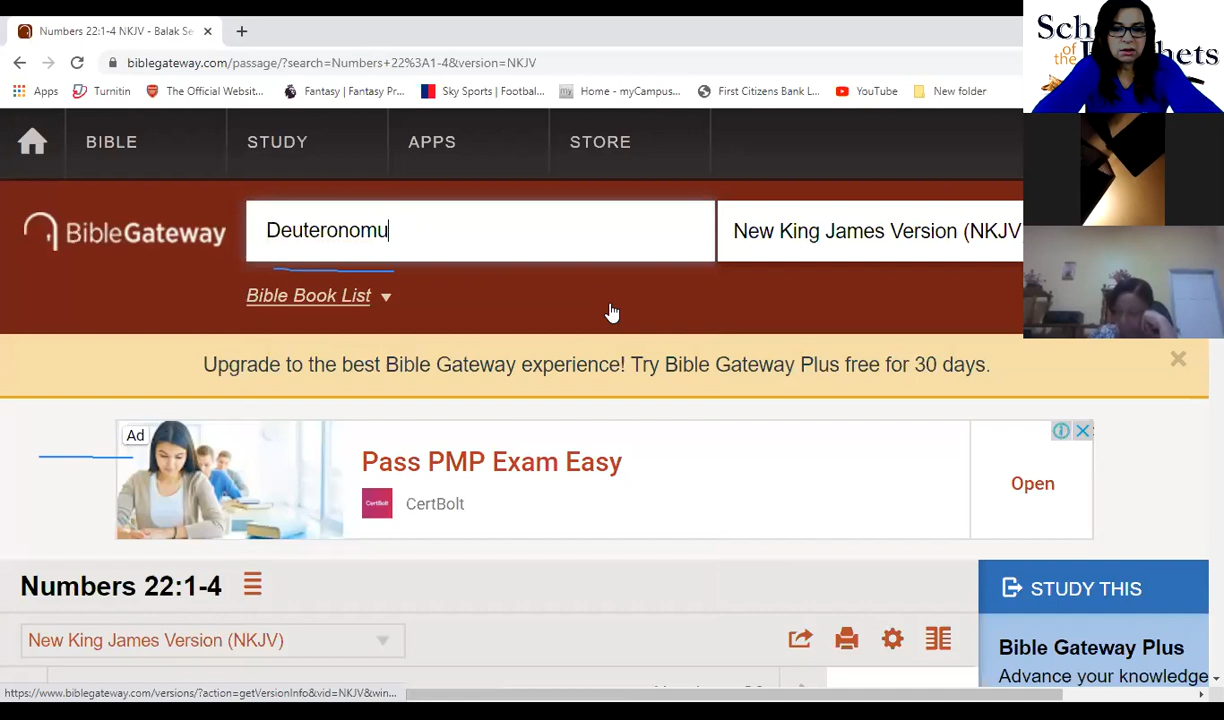 Numbers 22:1-4 NKJV - Balak Se
biblegateway.com/passage/?search=Numbers+22%3A1-4&version=NKJV
Apps Turnitin The Official Websit... Fantasy | Fantasy Pr... Sky Sports | Footbal... Home - myCampus... First Citizens Bank L... YouTube New folder
of the
BIBLE STUDY APPS STORE
BibleGateway Deuteronomu New King James Version (NKJV
Bible Book List
Upgrade to the best Bible Gateway experience! Try Bible Gateway Plus free for 30 days.
Ad
Pass PMP Exam Easy
CertBolt CertBolt
Open
Numbers 22:1-4
STUDY THIS
New King James Version (NKJV)
Bible Gateway Plus
Advance your knowledge
https://www.biblegateway.com/versions/?action=getVersionInfo&vid=NKJV&win...